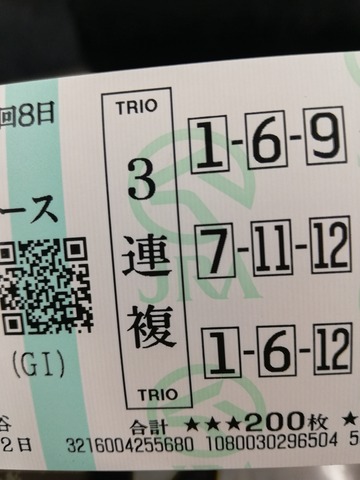 回8日
ース
(GI)
谷
2日
TRIO
3連複
TRIO
1-6-9
7-11-12
1-6-12
JRA
合計 ★★★200枚 ★
3216004255680 1080030296504 5